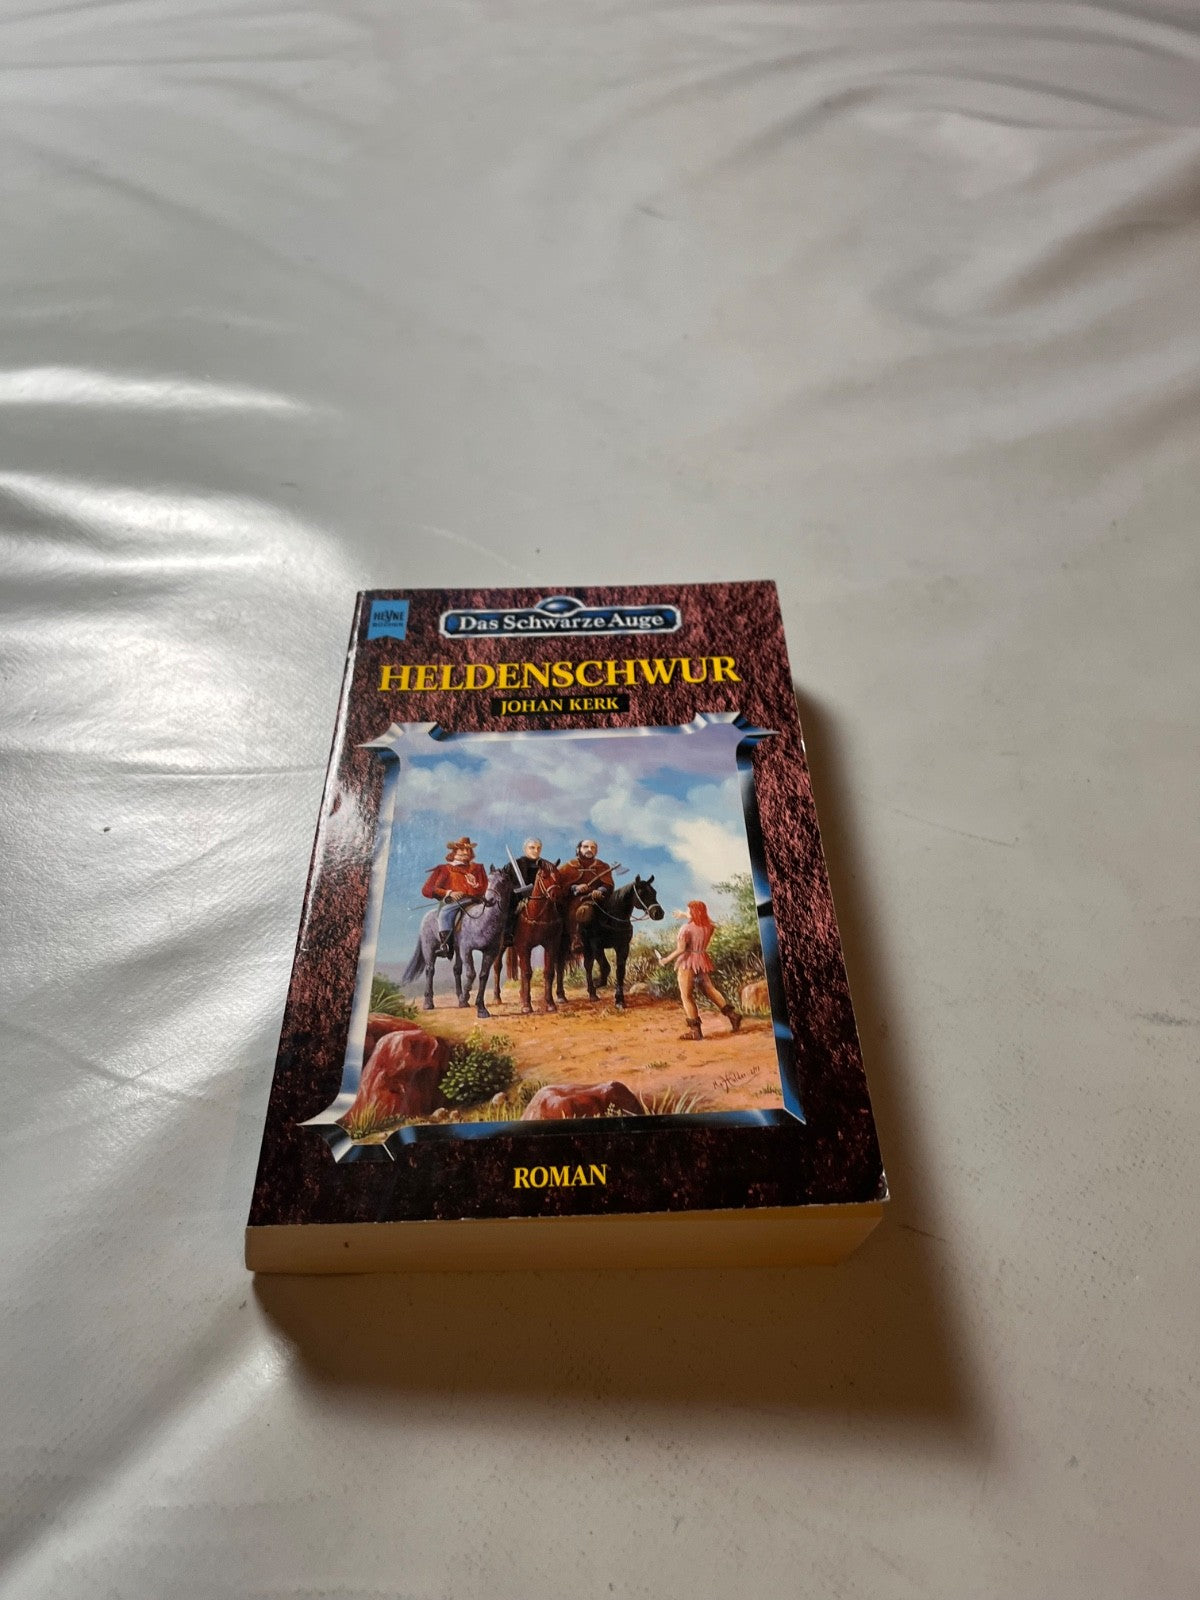 HEYNE
BÜCHER
Das Schwarze Auge
HELDENSCHWUR
JOHAN KERK
ROMAN